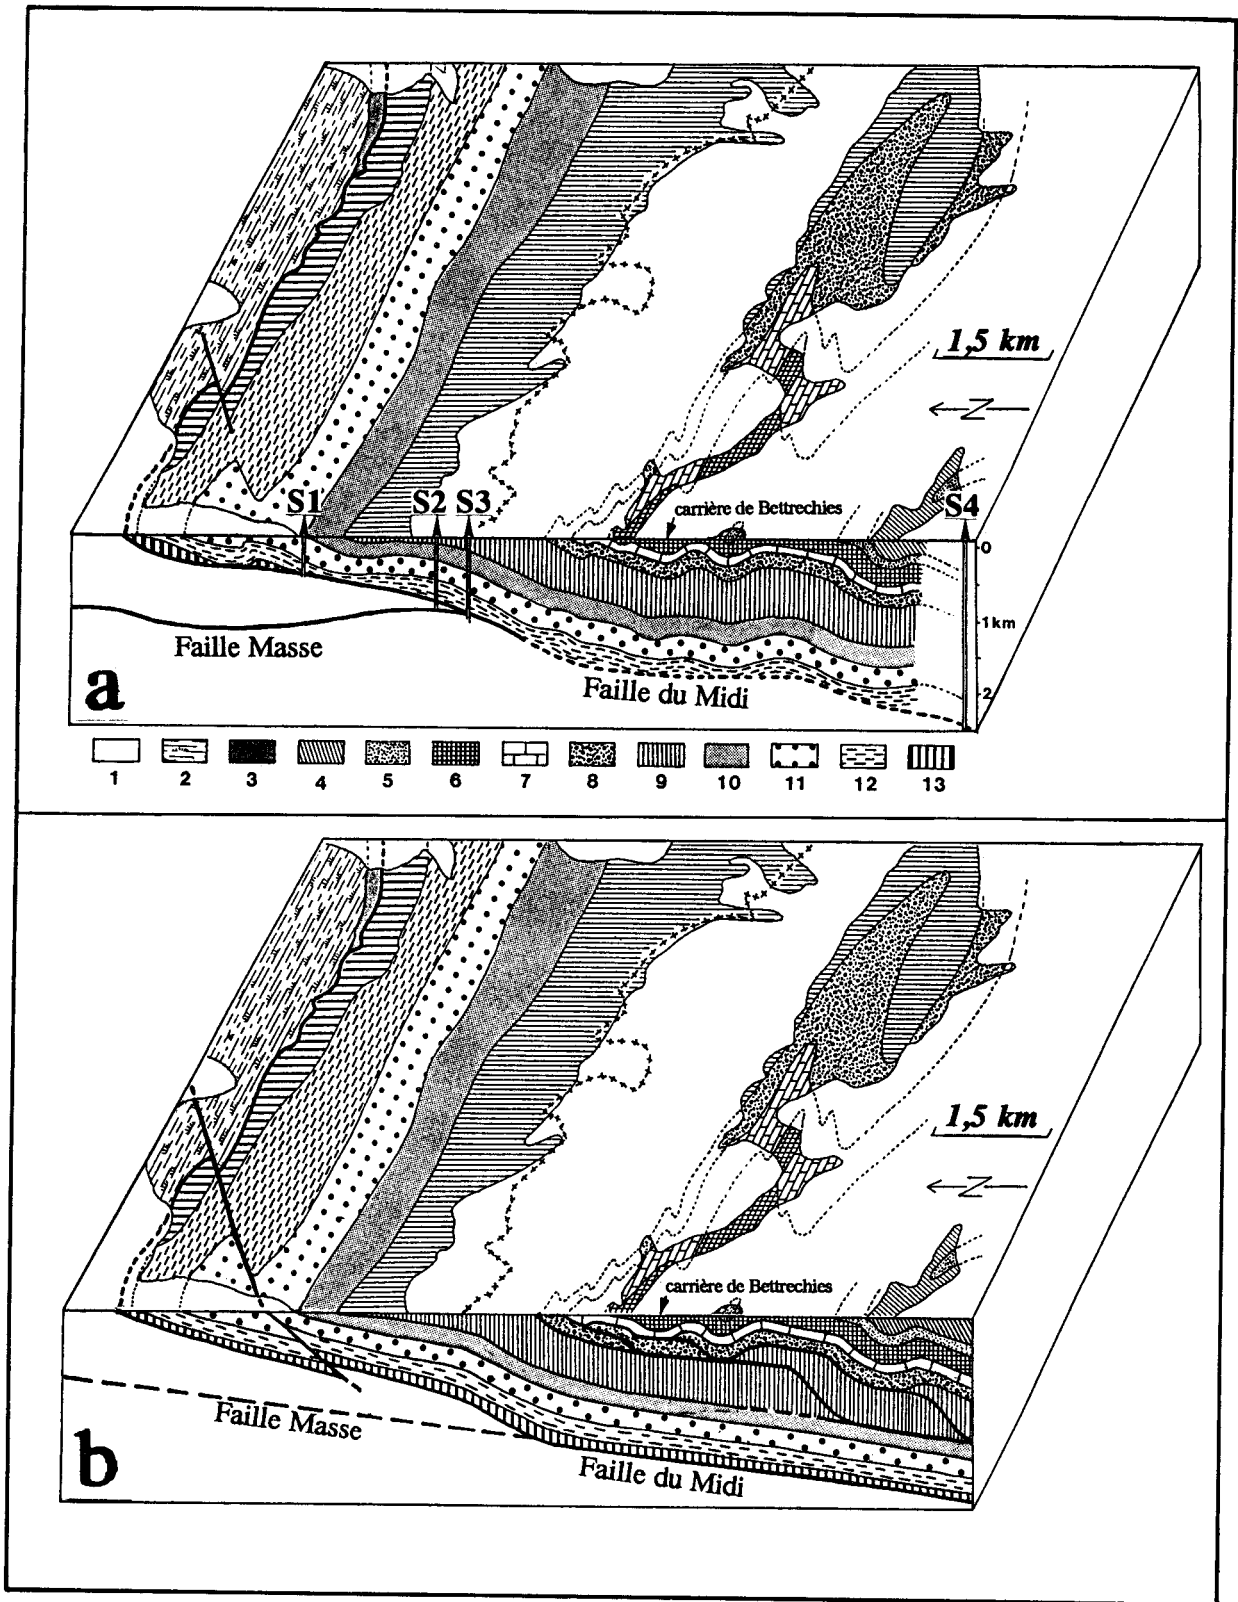 1,5 km
Z
carrière de Bettrechies
S1
S2
S3
S4
0
1km
2
Faille Masse
Faille du Midi
a
1 2 3 4 5 6 7 8 9 10 11 12 13
1,5 km
Z
carrière de Bettrechies
Faille Masse
Faille du Midi
b